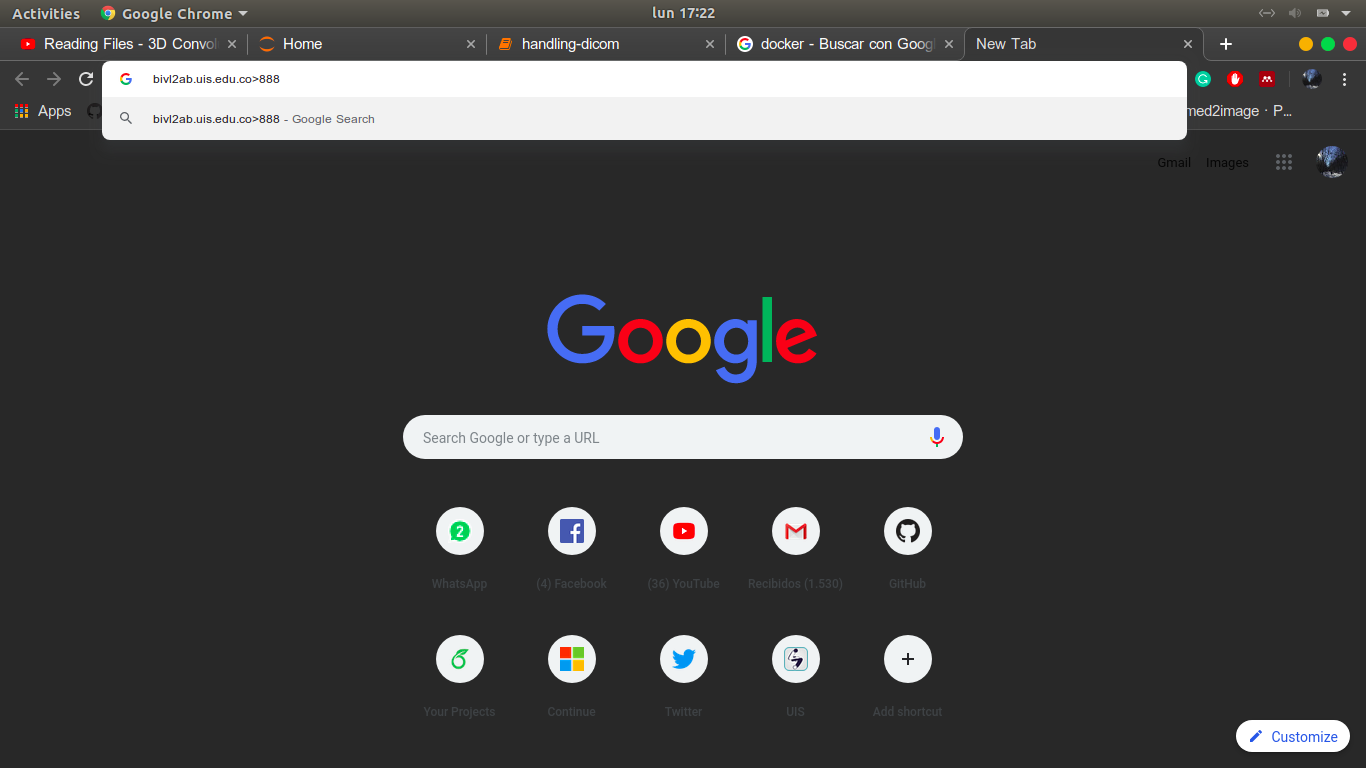 Activities Google Chrome lun 17:22
Reading Files - 3D Convol Home handling-dicom docker - Buscar con Googl New Tab
bivl2ab.uis.edu.co>888
Apps bivl2ab.uis.edu.co>888 - Google Search med2image · P...
Gmail Images
Google
Search Google or type a URL
2
WhatsApp (4) Facebook (36) YouTube Recibidos (1.530) GitHub
Your Projects Continue Twitter UIS Add shortcut
Customize